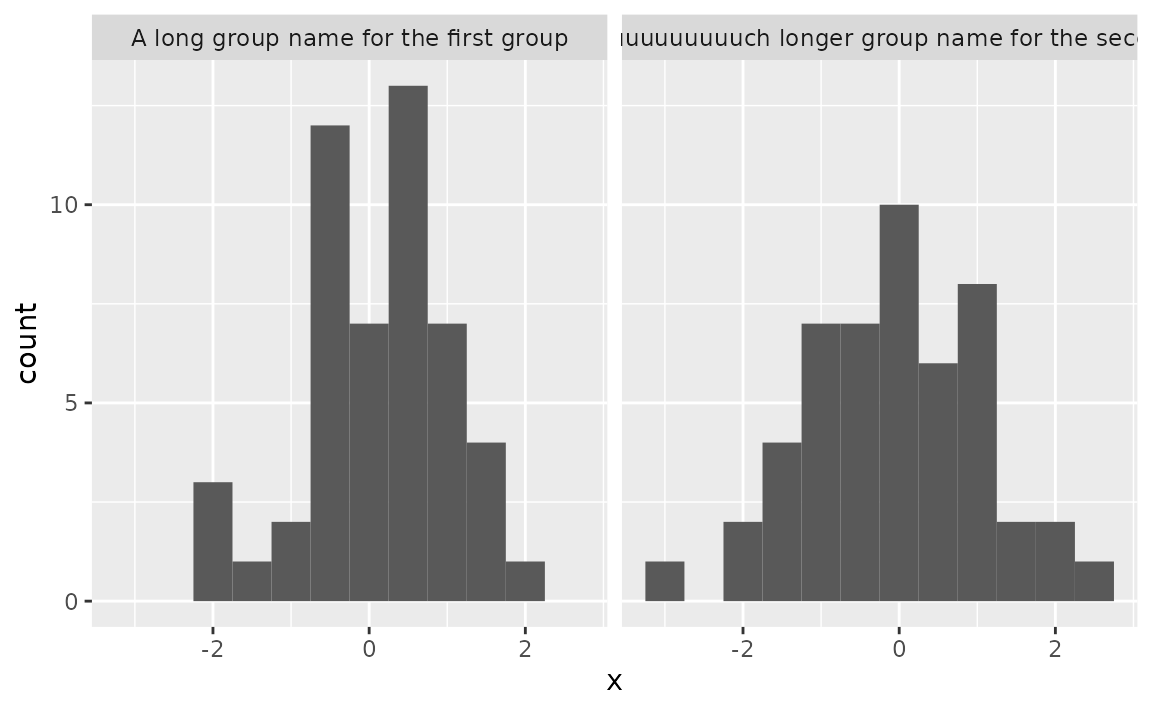 A long group name for the first group
uuuuuuuuuch longer group name for the sec
10
5
0
count
-2 0 2
-2 0 2
x